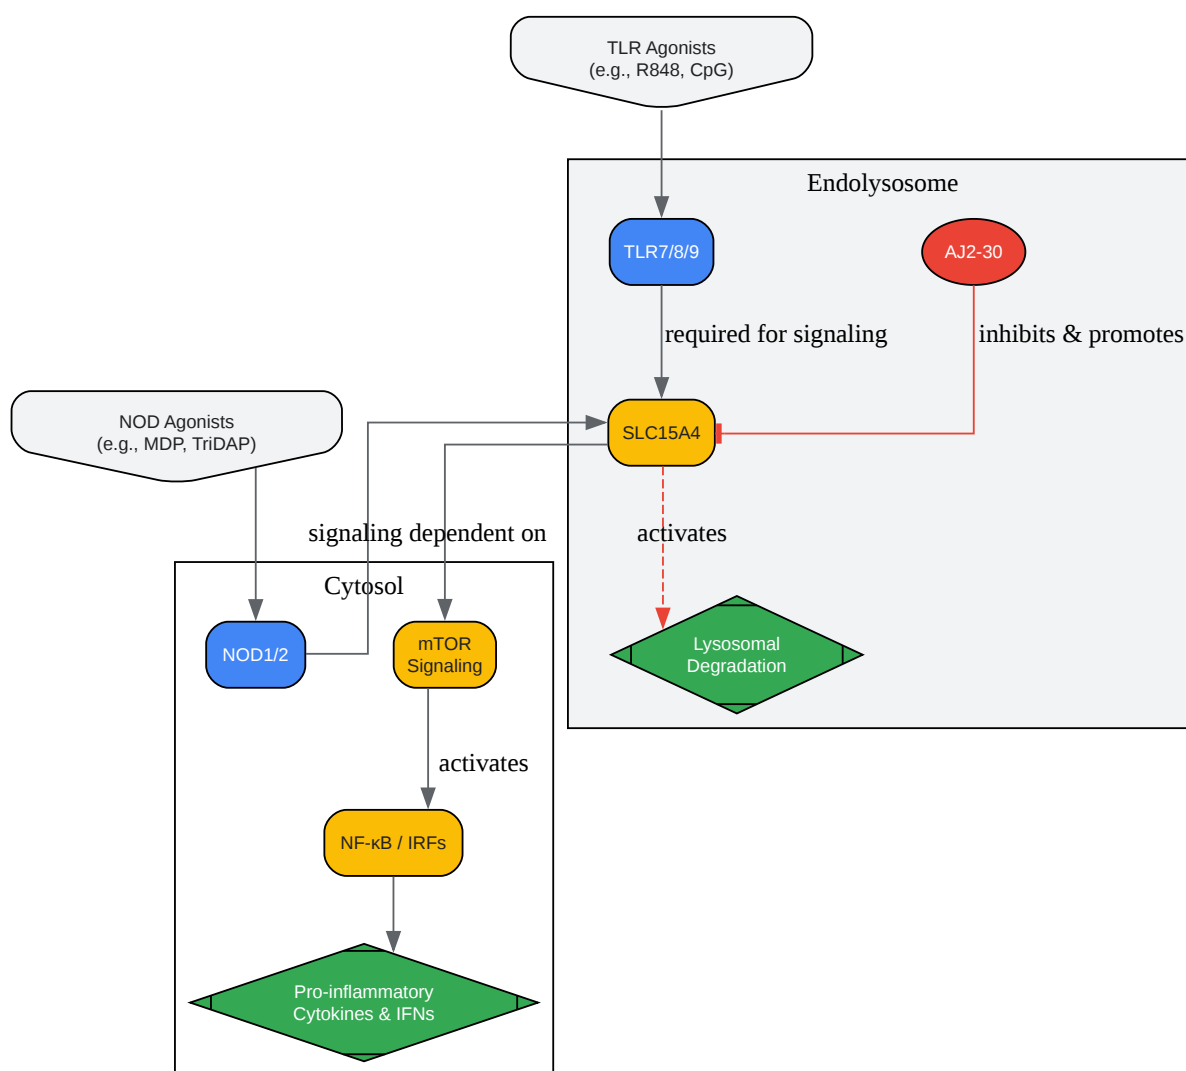 TLR Agonists
(e.g., R848, CpG)
Endolysosome
TLR7/8/9
AJ2-30
required for signaling
inhibits & promotes
NOD Agonists
(e.g., MDP, TriDAP)
SLC15A4
signaling dependent on
activates
Cytosol
NOD1/2
mTOR
Signaling
Lysosomal
Degradation
activates
NF-κB / IRFs
Pro-inflammatory
Cytokines & IFNs